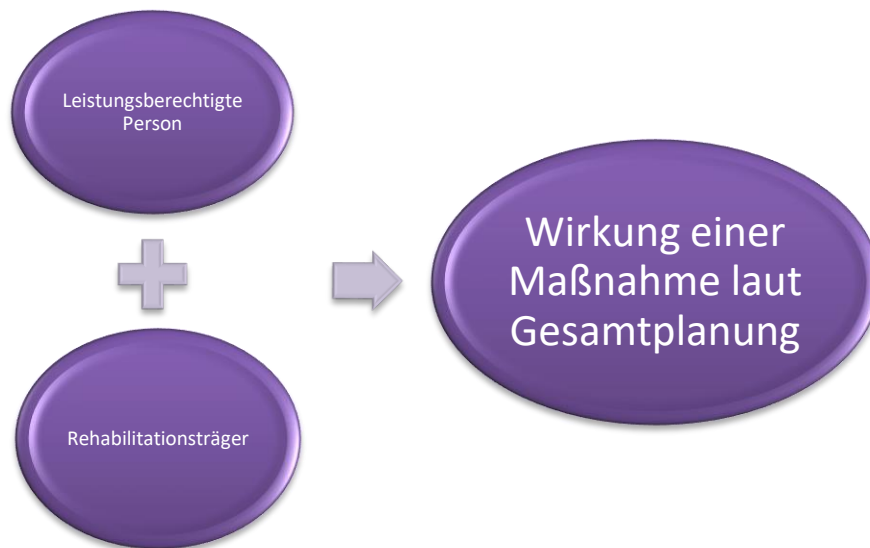 Leistungsberechtigte
Person
Rehabilitationsträger
Wirkung einer
Maßnahme laut
Gesamtplanung